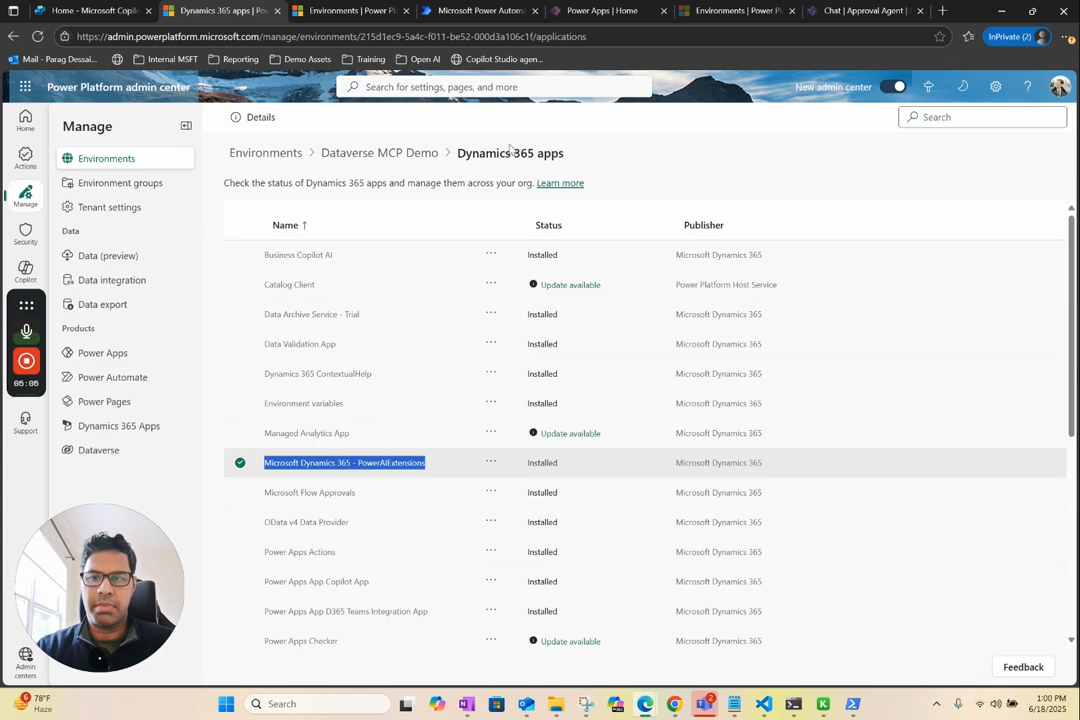 Home - Microsoft Copil
Dynamics 365 apps | Po
Environments | Power Pl
Microsoft Power Autom
Power Apps | Home
Environments | Power Pl
Chat | Approval Agent |
https://admin.powerplatform.microsoft.com/manage/environments/215d1ec9-5a4c-f011-be52-000d3a106c1f/applications
InPrivate (2)
Mail - Parag Dessai...
Internal MSFT
Reporting
Demo Assets
Training
Open AI
Copilot Studio agen...
Power Platform admin center
Search for settings, pages, and more
New admin center
Home
Actions
Manage
Security
Copilot
05:05
Support
Admin centers
Manage
Environments
Environment groups
Tenant settings
Data
Data (preview)
Data integration
Data export
Products
Power Apps
Power Automate
Power Pages
Dynamics 365 Apps
Dataverse
Details
Search
Environments > Dataverse MCP Demo > Dynamics 365 apps
Check the status of Dynamics 365 apps and manage them across your org. Learn more
Name ↑ Status Publisher
Business Copilot AI ... Installed Microsoft Dynamics 365
Catalog Client ... Update available Power Platform Host Service
Data Archive Service - Trial ... Installed Microsoft Dynamics 365
Data Validation App ... Installed Microsoft Dynamics 365
Dynamics 365 ContextualHelp ... Installed Microsoft Dynamics 365
Environment variables ... Installed Microsoft Dynamics 365
Managed Analytics App ... Update available Microsoft Dynamics 365
Microsoft Dynamics 365 - PowerAIExtensions ... Installed Microsoft Dynamics 365
Microsoft Flow Approvals ... Installed Microsoft Dynamics 365
OData v4 Data Provider ... Installed Microsoft Dynamics 365
Power Apps Actions ... Installed Microsoft Dynamics 365
Power Apps App Copilot App ... Installed Microsoft Dynamics 365
Power Apps App D365 Teams Integration App ... Installed Microsoft Dynamics 365
Power Apps Checker ... Update available Microsoft Dynamics 365
Feedback
78°F
Haze
Search
1:00 PM
6/18/2025